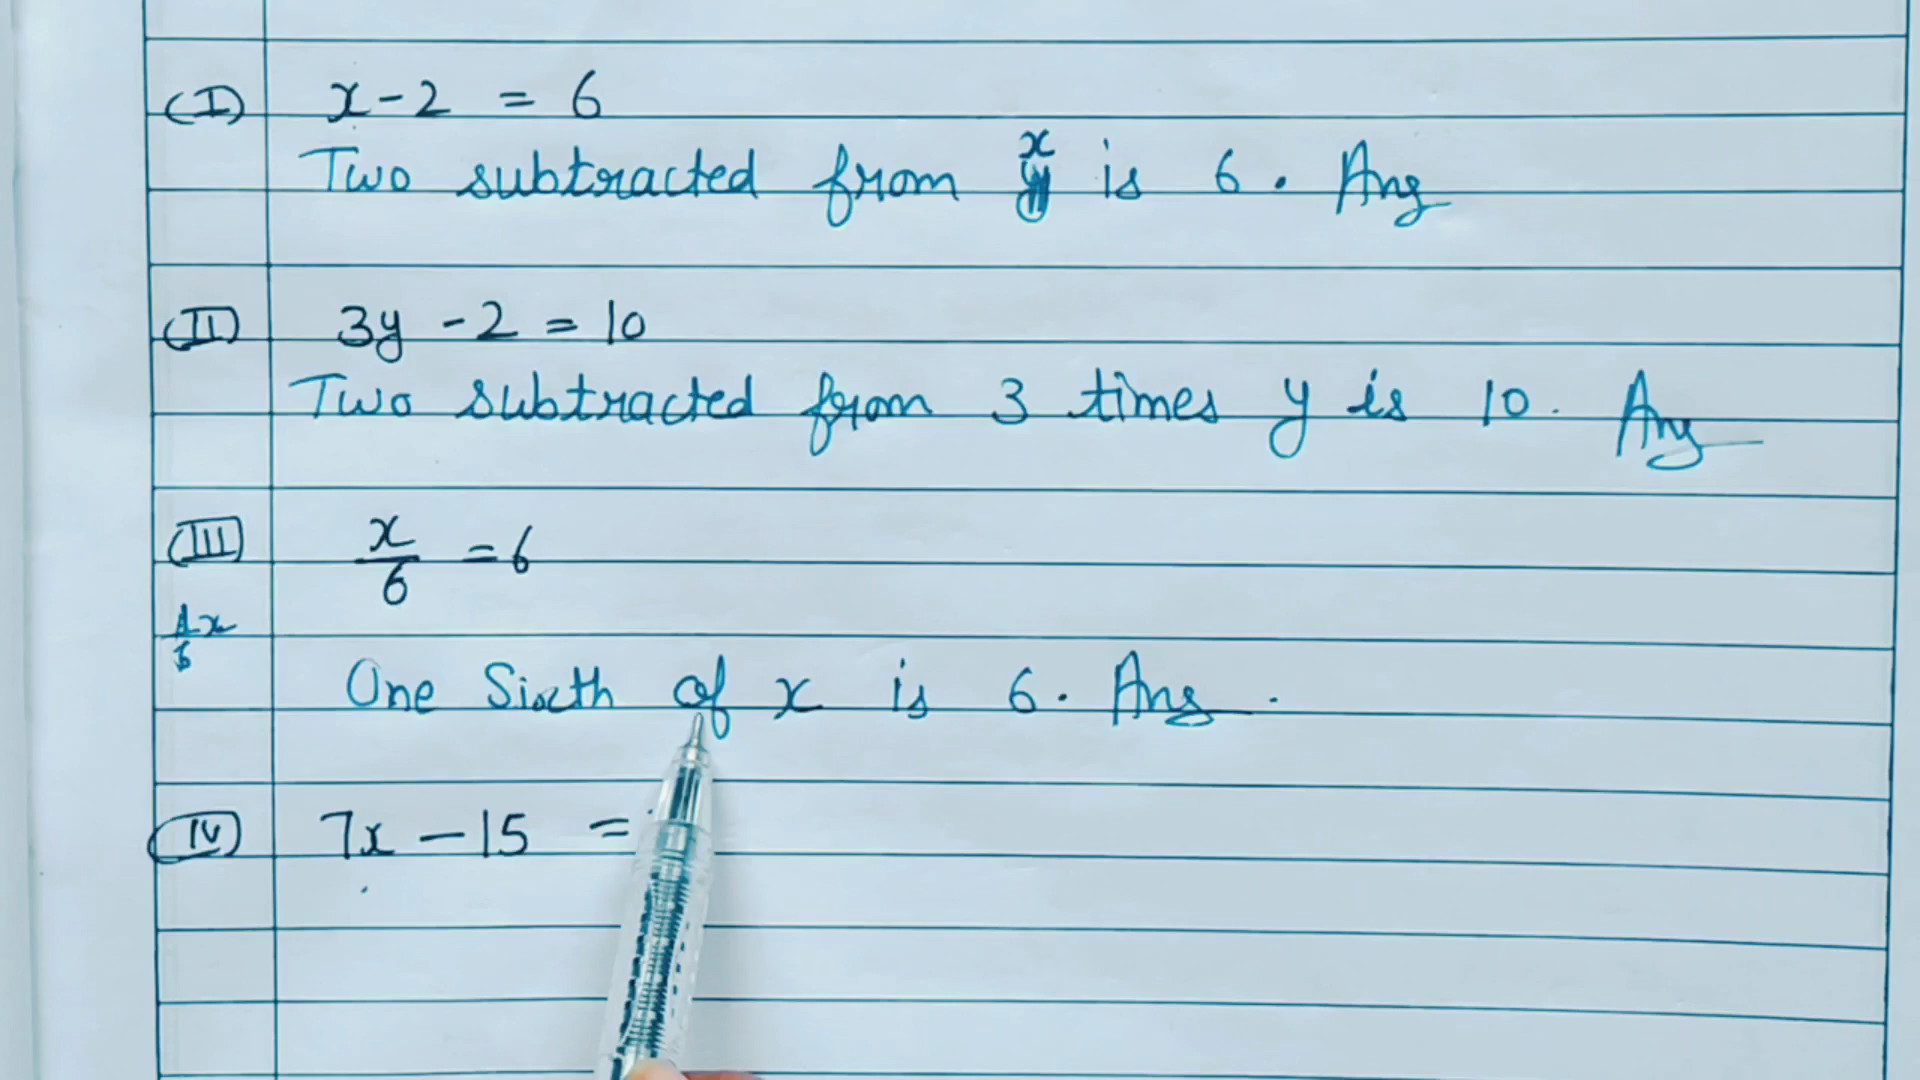 (I) x - 2 = 6
Two subtracted from x is 6. Ans
(II) 3y - 2 = 10
Two subtracted from 3 times y is 10. Ans
(III) x/6 = 6
1/6 x
One Sixth of x is 6. Ans.
(IV) 7x - 15 =